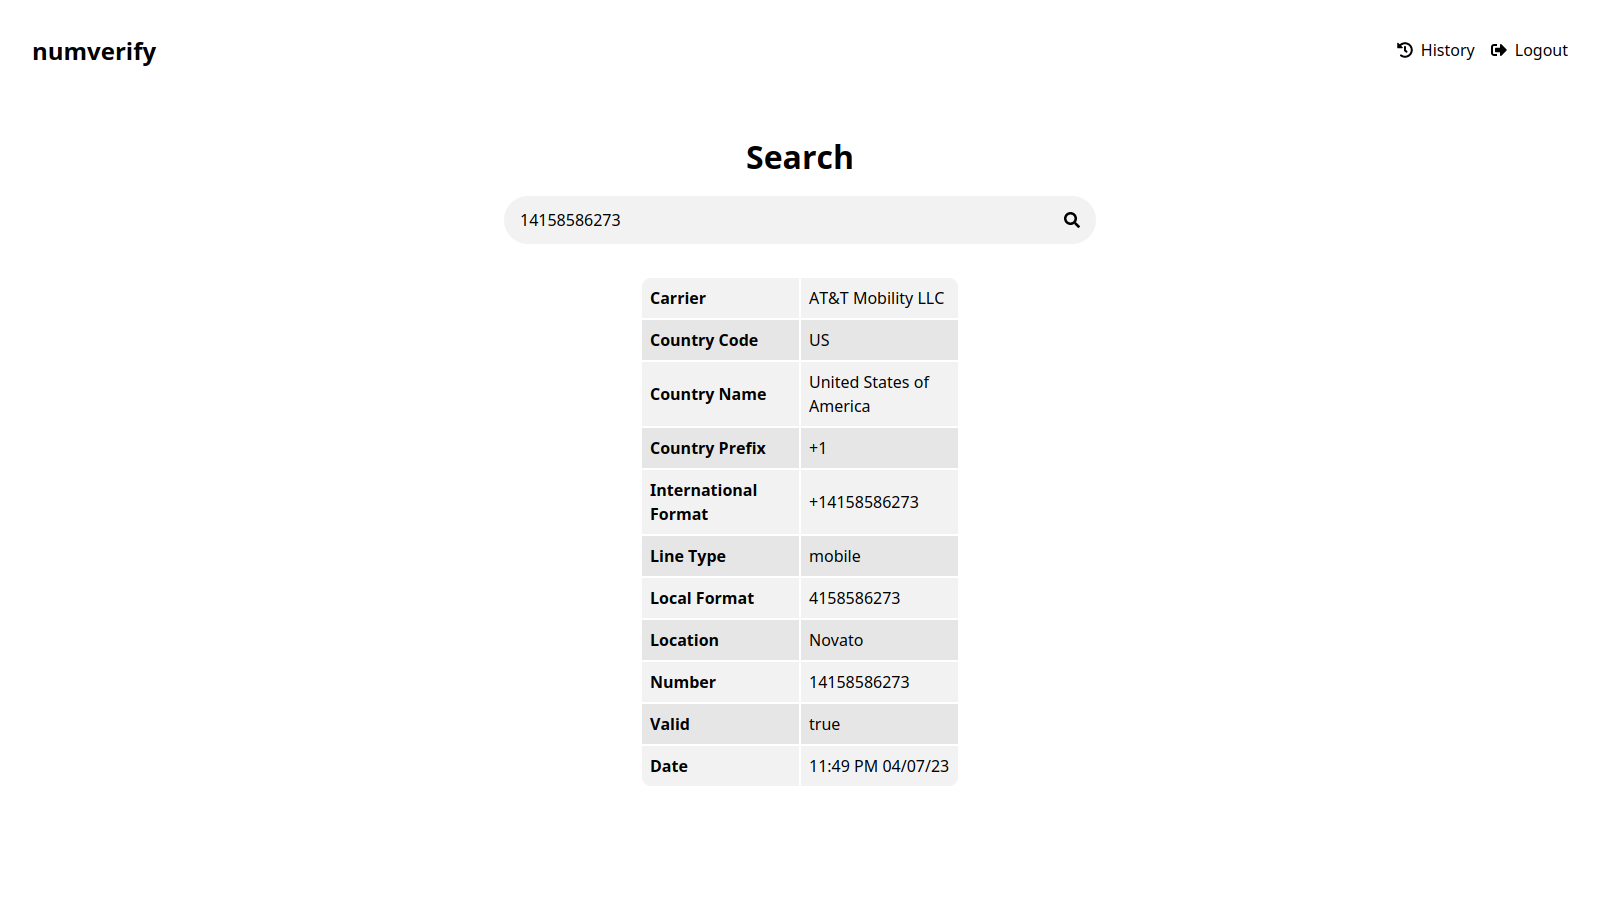 numverify
History
Logout
Search
14158586273
Carrier AT&T Mobility LLC
Country Code US
Country Name United States of
America
Country Prefix +1
International
Format +14158586273
Line Type mobile
Local Format 4158586273
Location Novato
Number 14158586273
Valid true
Date 11:49 PM 04/07/23